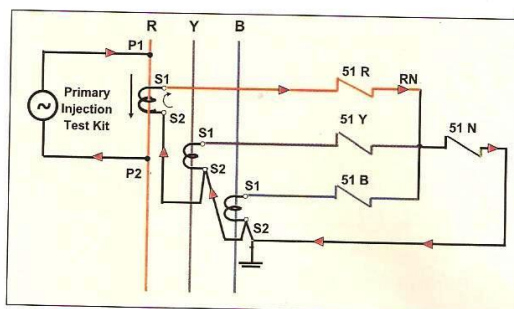 R Y B
P1
S1
51 R
RN
Primary
Injection
Test Kit
S2
S1
51 Y
51 N
P2
S2
S1
51 B
S2